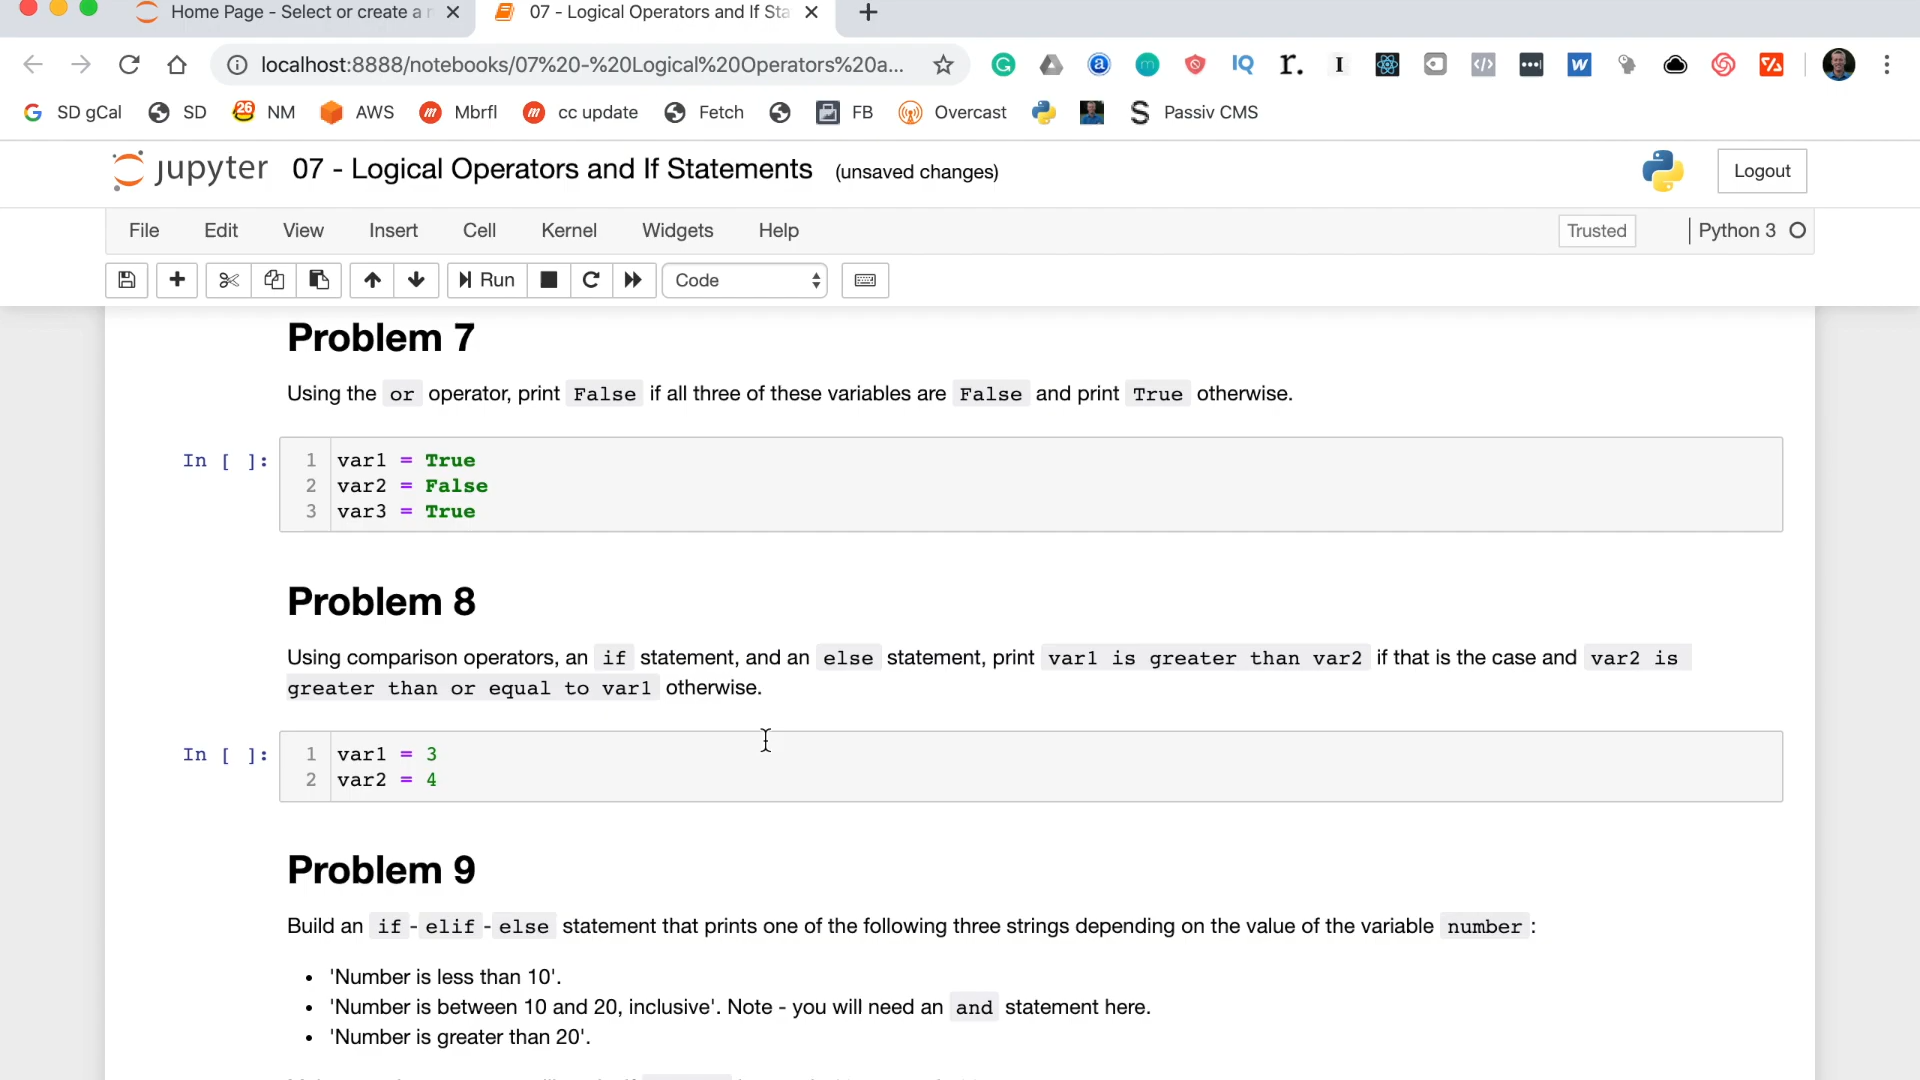 Home Page - Select or create a
07 - Logical Operators and If Sta
localhost:8888/notebooks/07%20-%20Logical%20Operators%20a...
SD gCal SD 26 NM AWS Mbrfl cc update Fetch FB Overcast Passiv CMS
jupyter 07 - Logical Operators and If Statements (unsaved changes) Logout
File Edit View Insert Cell Kernel Widgets Help Trusted Python 3
Run Code
Problem 7
Using the or operator, print False if all three of these variables are False and print True otherwise.
In [ ]: 1 var1 = True
2 var2 = False
3 var3 = True
Problem 8
Using comparison operators, an if statement, and an else statement, print var1 is greater than var2 if that is the case and var2 is
greater than or equal to var1 otherwise.
In [ ]: 1 var1 = 3
2 var2 = 4
Problem 9
Build an if - elif - else statement that prints one of the following three strings depending on the value of the variable number :
• 'Number is less than 10'.
• 'Number is between 10 and 20, inclusive'. Note - you will need an and statement here.
• 'Number is greater than 20'.